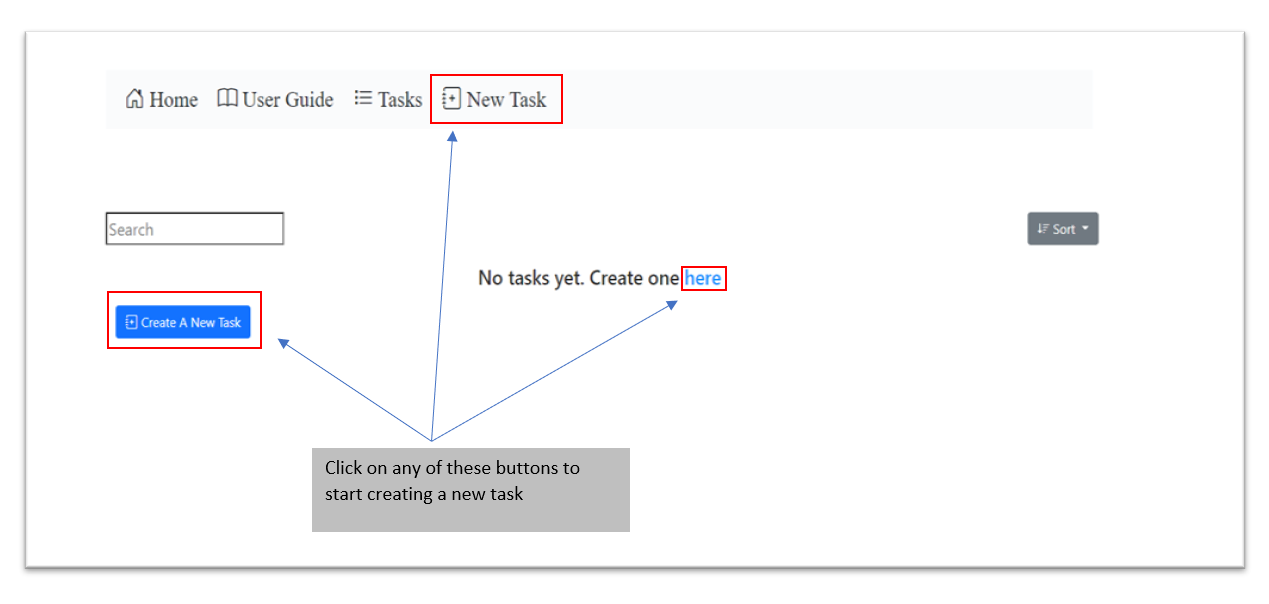 Home User Guide Tasks New Task
Search
Sort
No tasks yet. Create one here
Create A New Task
Click on any of these buttons to
start creating a new task